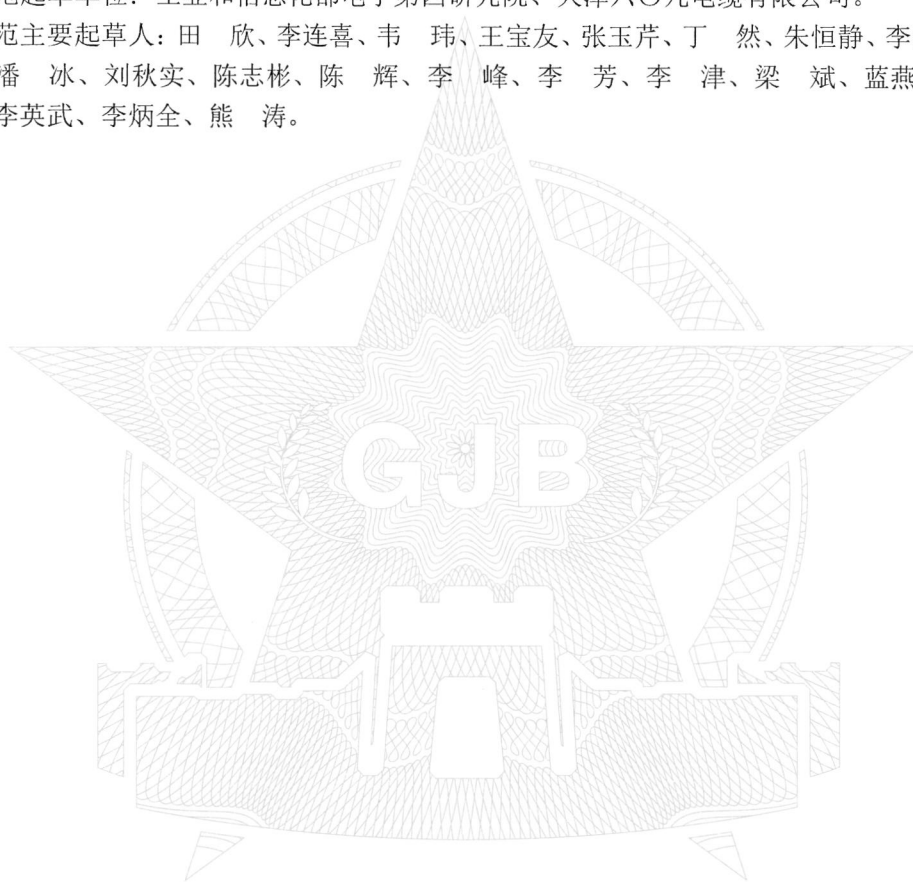 范起草单位：工业和信息化部电子第四研究院、天津六〇九电缆有限公司。
范主要起草人：田　欣、李连喜、韦　玮、王宝友、张玉芹、丁　然、朱恒静、李
潘　冰、刘秋实、陈志彬、陈　辉、李　峰、李　芳、李　津、梁　斌、蓝燕
李英武、李炳全、熊　涛。
GJB